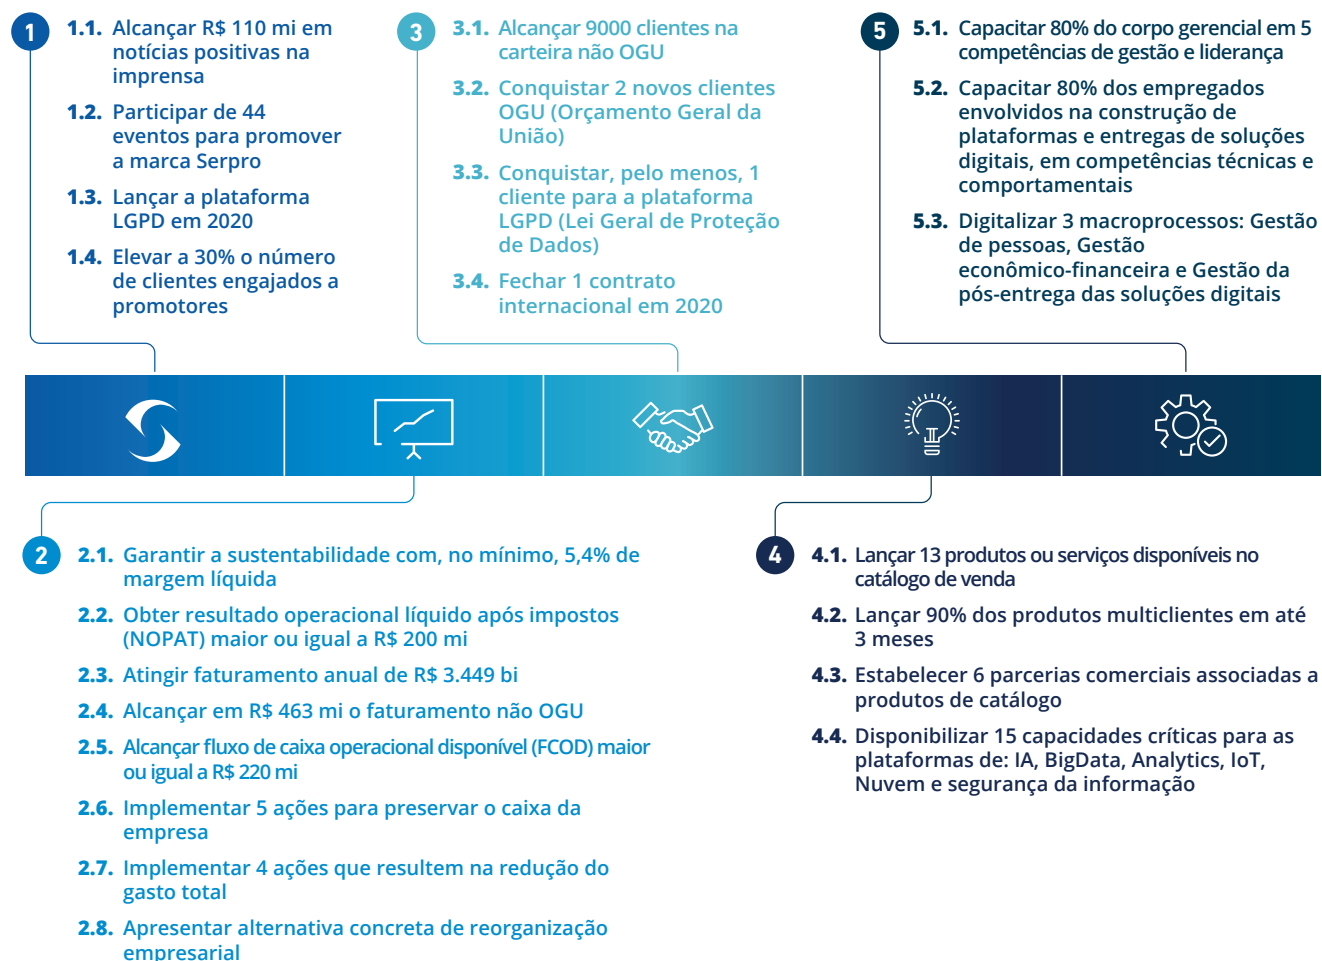 1
1.1. Alcançar R$ 110 mi em
notícias positivas na
imprensa
1.2. Participar de 44
eventos para promover
a marca Serpro
1.3. Lançar a plataforma
LGPD em 2020
1.4. Elevar a 30% o número
de clientes engajados a
promotores
3
3.1. Alcançar 9000 clientes na
carteira não OGU
3.2. Conquistar 2 novos clientes
OGU (Orçamento Geral da
União)
3.3. Conquistar, pelo menos, 1
cliente para a plataforma
LGPD (Lei Geral de Proteção
de Dados)
3.4. Fechar 1 contrato
internacional em 2020
5
5.1. Capacitar 80% do corpo gerencial em 5
competências de gestão e liderança
5.2. Capacitar 80% dos empregados
envolvidos na construção de
plataformas e entregas de soluções
digitais, em competências técnicas e
comportamentais
5.3. Digitalizar 3 macroprocessos: Gestão
de pessoas, Gestão
econômico-financeira e Gestão da
pós-entrega das soluções digitais
2
2.1. Garantir a sustentabilidade com, no mínimo, 5,4% de
margem líquida
2.2. Obter resultado operacional líquido após impostos
(NOPAT) maior ou igual a R$ 200 mi
2.3. Atingir faturamento anual de R$ 3.449 bi
2.4. Alcançar em R$ 463 mi o faturamento não OGU
2.5. Alcançar fluxo de caixa operacional disponível (FCOD) maior
ou igual a R$ 220 mi
2.6. Implementar 5 ações para preservar o caixa da
empresa
2.7. Implementar 4 ações que resultem na redução do
gasto total
2.8. Apresentar alternativa concreta de reorganização
empresarial
4
4.1. Lançar 13 produtos ou serviços disponíveis no
catálogo de venda
4.2. Lançar 90% dos produtos multiclientes em até
3 meses
4.3. Estabelecer 6 parcerias comerciais associadas a
produtos de catálogo
4.4. Disponibilizar 15 capacidades críticas para as
plataformas de: IA, BigData, Analytics, IoT,
Nuvem e segurança da informação